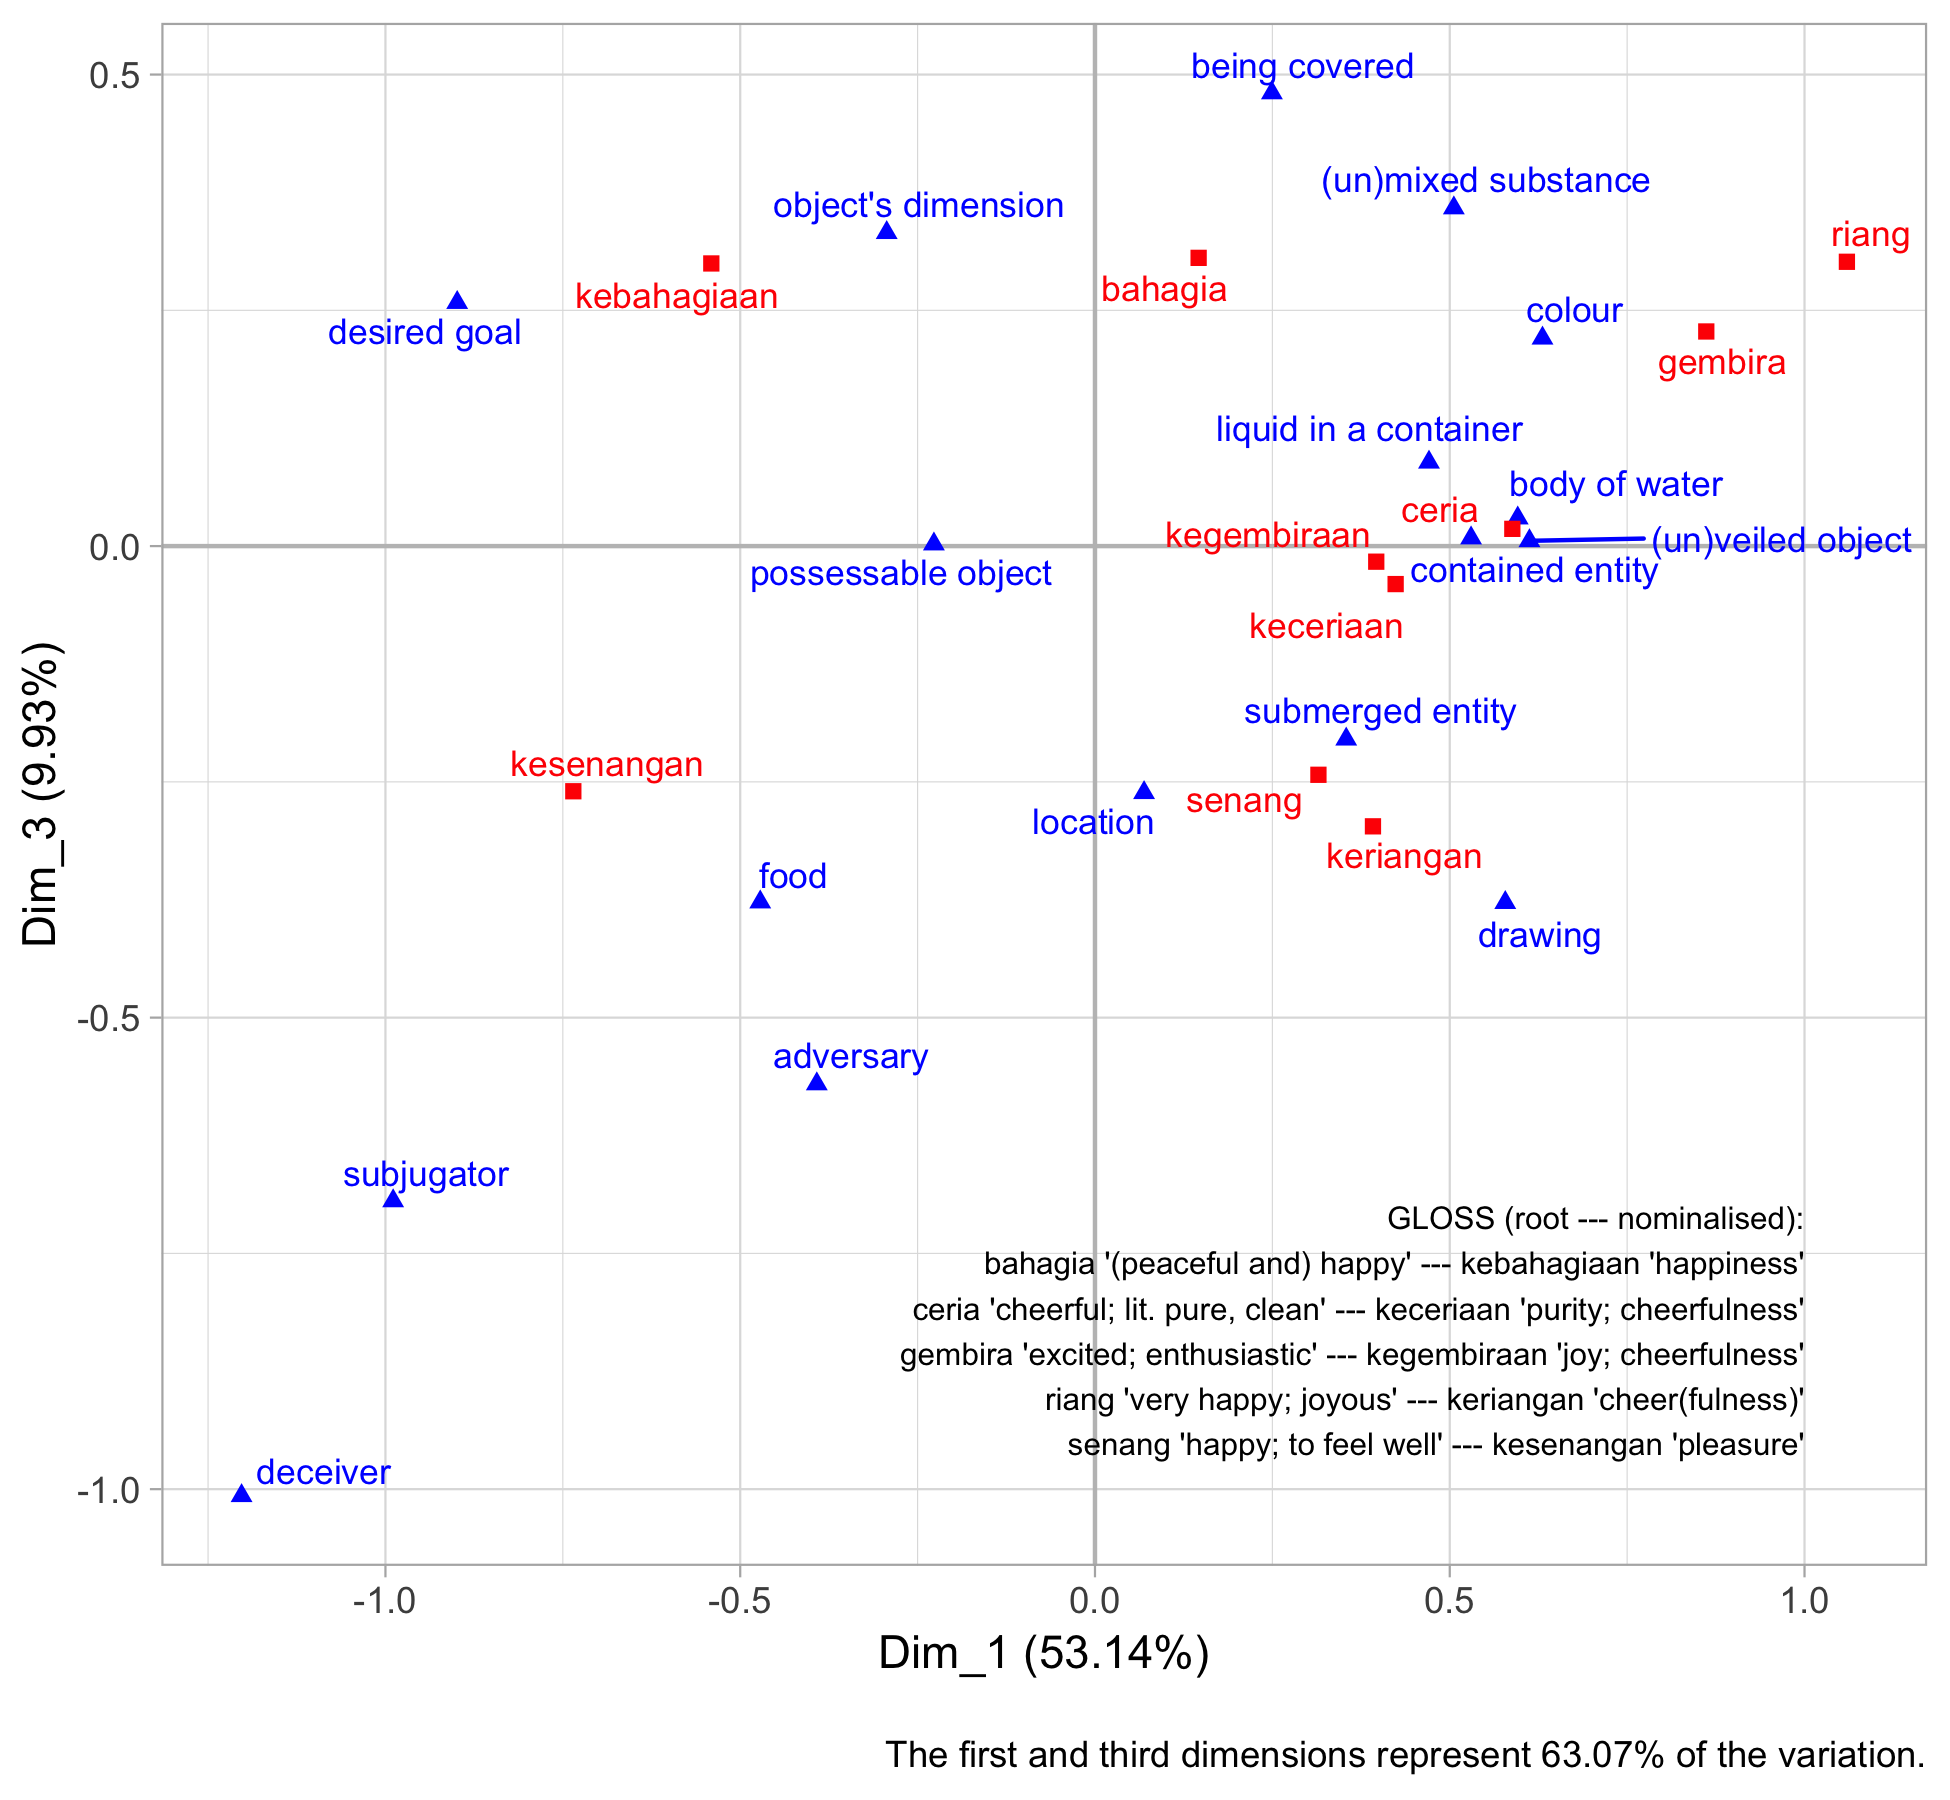 being covered
0.5
(un)mixed substance
object's dimension
riang
kebahagiaan
bahagia
colour
desired goal
gembira
liquid in a container
body of water
ceria
kegembiraan
(un)veiled object
0.0
possessable object
contained entity
keceriaan
submerged entity
kesenangan
senang
location
keriangan
food
drawing
Dim_3 (9.93%)
-0.5
adversary
subjugator
GLOSS (root --- nominalised):
bahagia '(peaceful and) happy' --- kebahagiaan 'happiness'
ceria 'cheerful; lit. pure, clean' --- keceriaan 'purity; cheerfulness'
gembira 'excited; enthusiastic' --- kegembiraan 'joy; cheerfulness'
riang 'very happy; joyous' --- keriangan 'cheer(fulness)'
senang 'happy; to feel well' --- kesenangan 'pleasure'
deceiver
-1.0
-1.0 -0.5 0.0 0.5 1.0
Dim_1 (53.14%)
The first and third dimensions represent 63.07% of the variation.